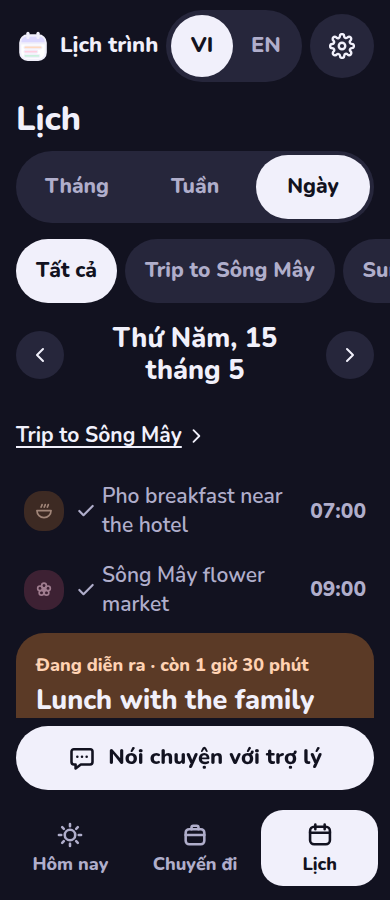 Lịch trình
VI
EN
Lịch
Tháng
Tuần
Ngày
Tất cả
Trip to Sông Mây
Thứ Năm, 15
tháng 5
Trip to Sông Mây
Pho breakfast near
the hotel
07:00
Sông Mây flower
market
09:00
Đang diễn ra · còn 1 giờ 30 phút
Lunch with the family
Nói chuyện với trợ lý
Hôm nay
Chuyến đi
Lịch